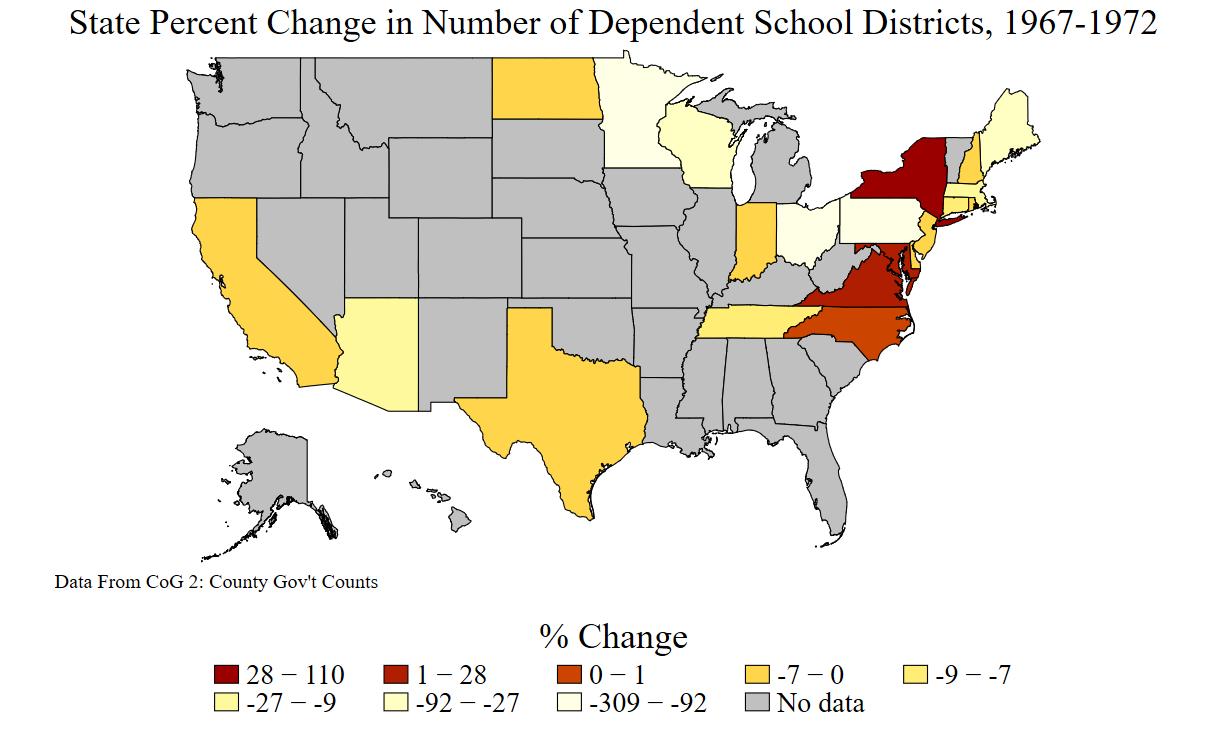 State Percent Change in Number of Dependent School Districts, 1967-1972
Data From CoG 2: County Gov't Counts
% Change
28 − 110 1 − 28 0 − 1 -7 − 0 -9 − -7
-27 − -9 -92 − -27 -309 − -92 No data